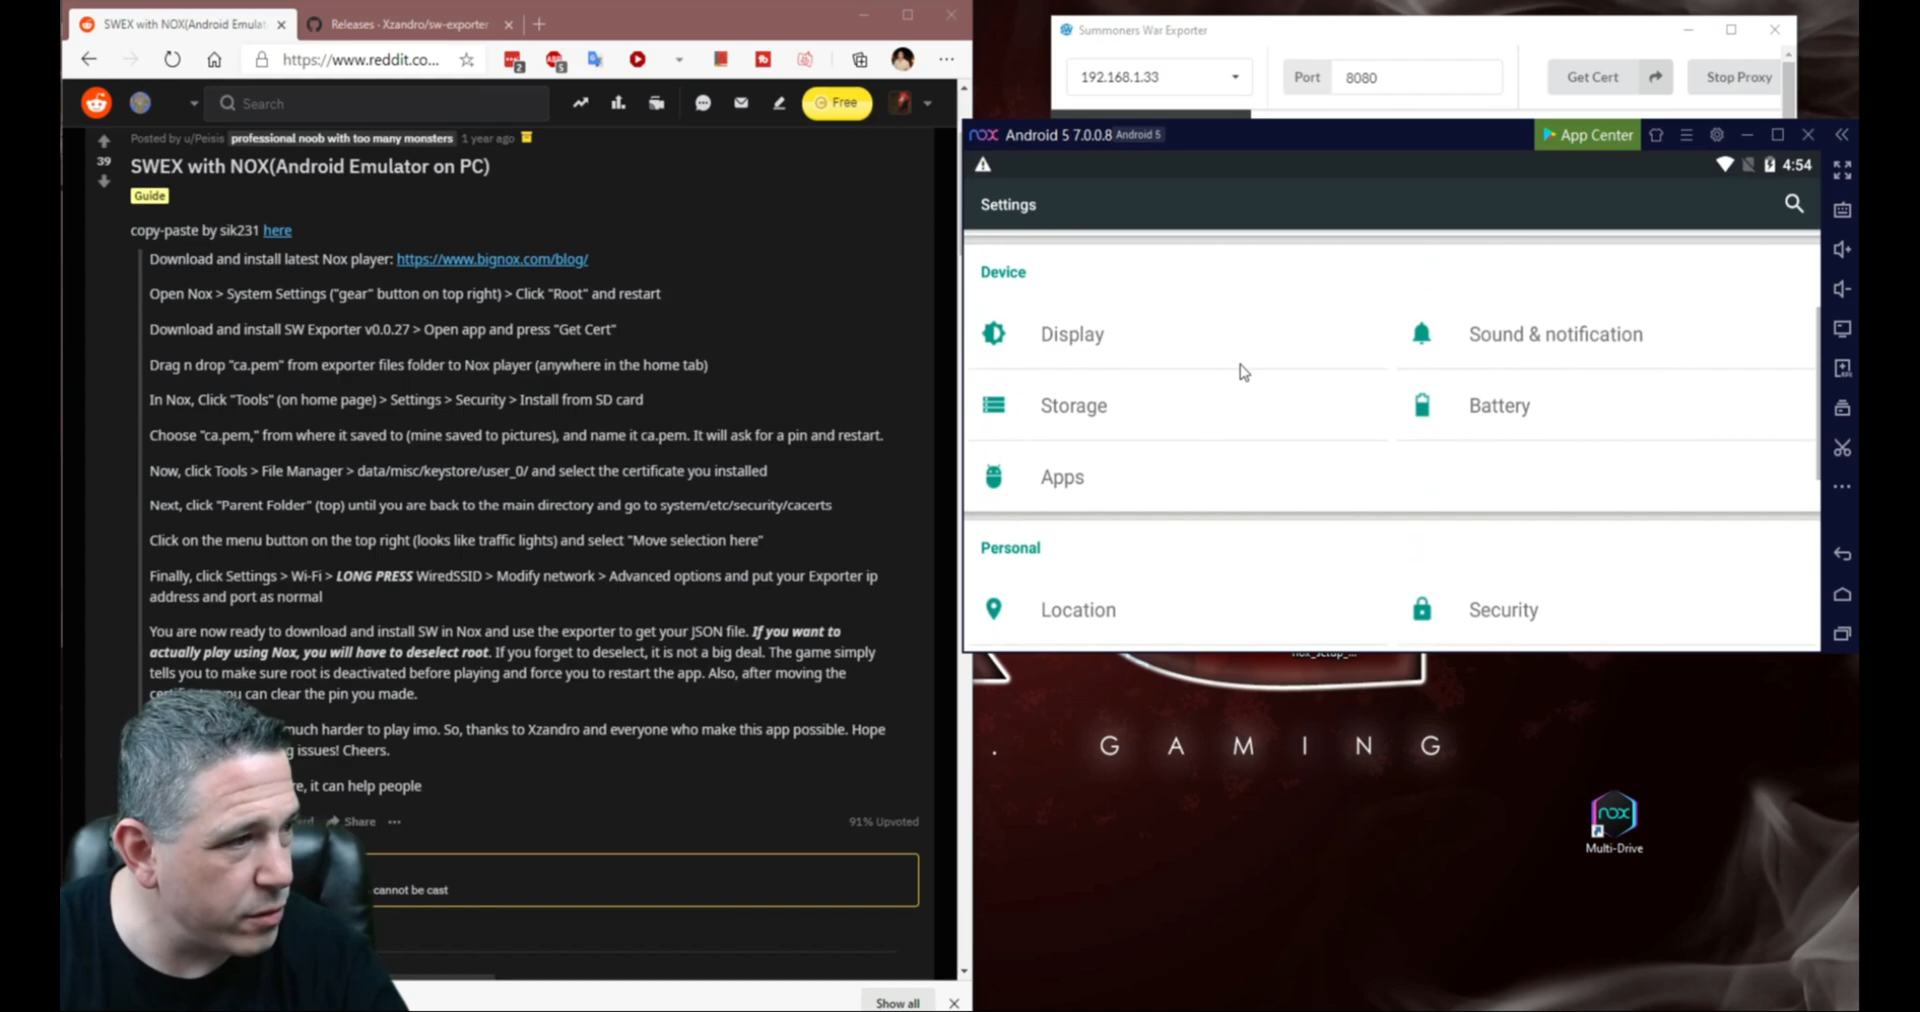 SWEX with NOX(Android Emulat
Releases · Xzandro/sw-exporter
https://www.reddit.co...
2
5
Search
Free
Posted by u/Peisis professional noob with too many monsters 1 year ago
39
SWEX with NOX(Android Emulator on PC)
Guide
copy-paste by sik231 here
Download and install latest Nox player: https://www.bignox.com/blog/
Open Nox > System Settings ("gear" button on top right) > Click "Root" and restart
Download and install SW Exporter v0.0.27 > Open app and press "Get Cert"
Drag n drop "ca.pem" from exporter files folder to Nox player (anywhere in the home tab)
In Nox, Click "Tools" (on home page) > Settings > Security > Install from SD card
Choose "ca.pem," from where it saved to (mine saved to pictures), and name it ca.pem. It will ask for a pin and restart.
Now, click Tools > File Manager > data/misc/keystore/user_0/ and select the certificate you installed
Next, click "Parent Folder" (top) until you are back to the main directory and go to system/etc/security/cacerts
Click on the menu button on the top right (looks like traffic lights) and select "Move selection here"
Finally, click Settings > Wi-Fi > LONG PRESS WiredSSID > Modify network > Advanced options and put your Exporter ip
address and port as normal
You are now ready to download and install SW in Nox and use the exporter to get your JSON file. If you want to
actually play using Nox, you will have to deselect root. If you forget to deselect, it is not a big deal. The game simply
tells you to make sure root is deactivated before playing and force you to restart the app. Also, after moving the
you can clear the pin you made.
much harder to play imo. So, thanks to Xzandro and everyone who make this app possible. Hope
issues! Cheers.
it can help people
Share
91% Upvoted
cannot be cast
Show all
Summoners War Exporter
192.168.1.33
Port
8080
Get Cert
Stop Proxy
nox Android 5 7.0.0.8 Android 5
App Center
4:54
Settings
Device
Display
Sound & notification
Storage
Battery
Apps
Personal
Location
Security
nox_setup_...
. GAMING
nox
Multi-Drive